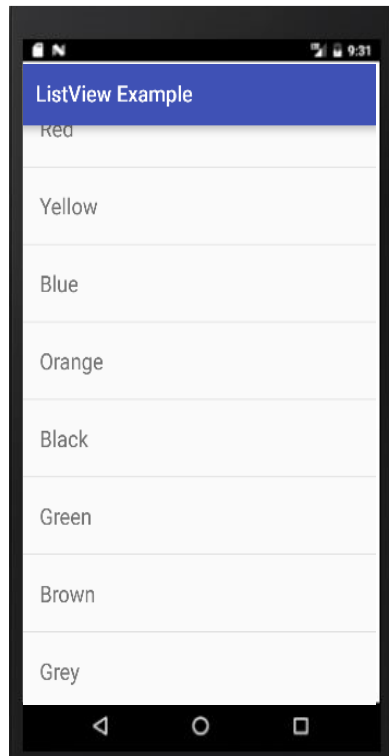 9:31
ListView Example
Red
Yellow
Blue
Orange
Black
Green
Brown
Grey